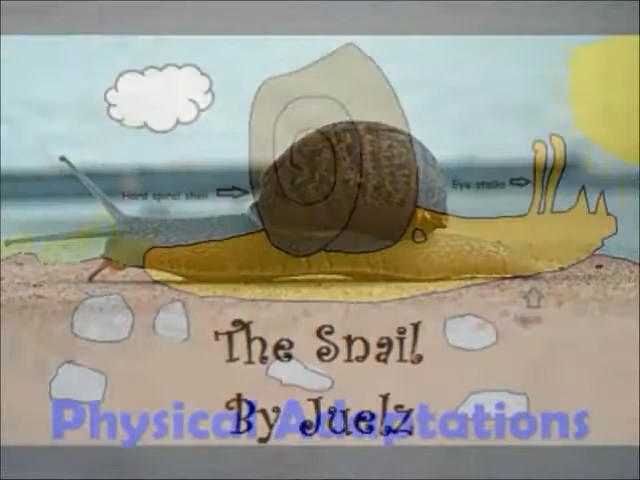 Hard spiral shell
Eye stalks
The Snail
By Juelz
Physical Adaptations